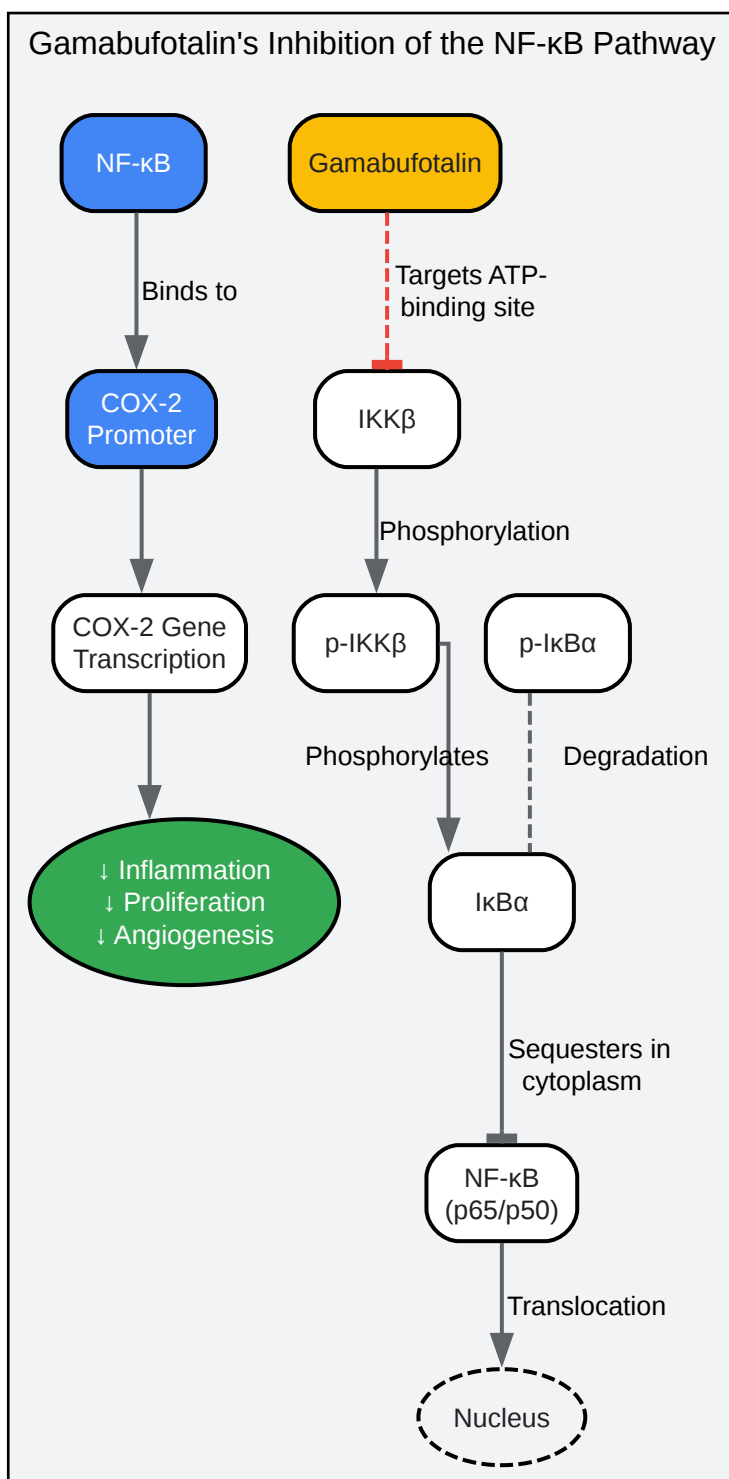 Gamabufotalin's Inhibition of the NF-κB Pathway
NF-κB
Gamabufotalin
Binds to
Targets ATP-
binding site
COX-2
Promoter
IKKβ
Phosphorylation
COX-2 Gene
Transcription
p-IKKβ
p-IκBα
Phosphorylates
Degradation
↓ Inflammation
↓ Proliferation
↓ Angiogenesis
IκBα
Sequesters in
cytoplasm
NF-κB
(p65/p50)
Translocation
Nucleus